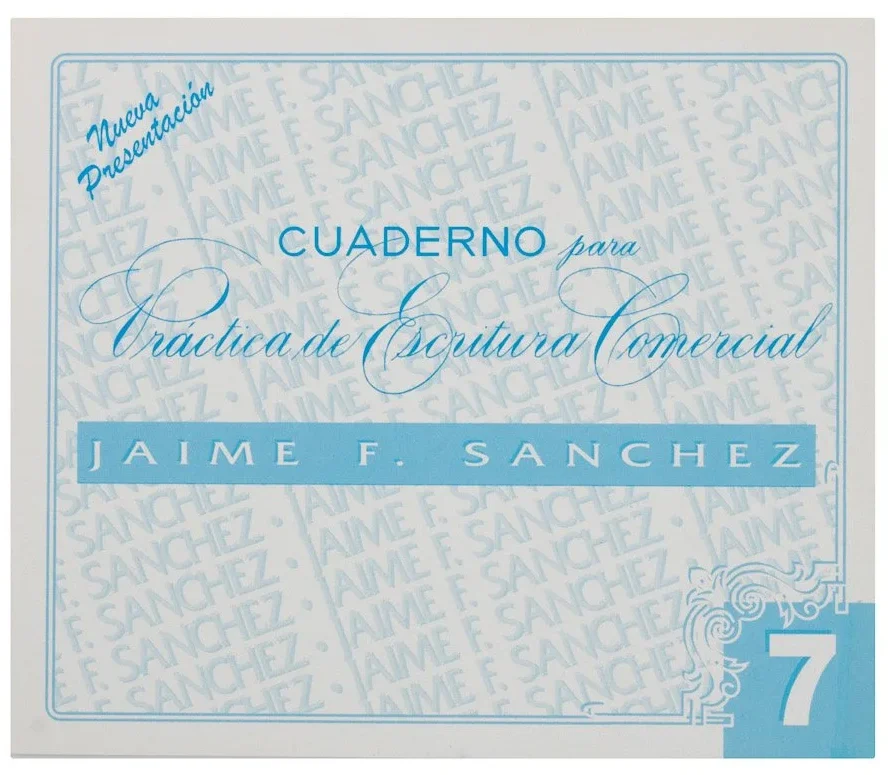 Nueva
Presentación
CUADERNO para
Práctica de Escritura Comercial
JAIME F. SANCHEZ
7